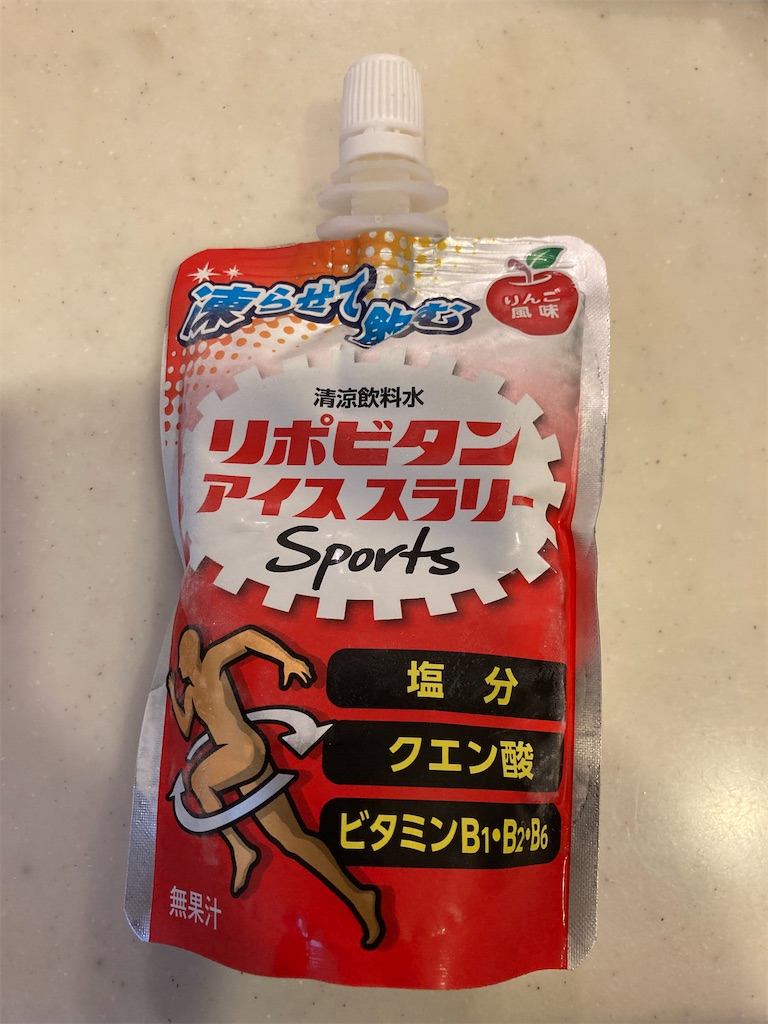 凍らせて飲む
りんご
風味
清涼飲料水
リポビタン
アイススラリー
Sports
塩分
クエン酸
ビタミンB1・B2・B6
無果汁